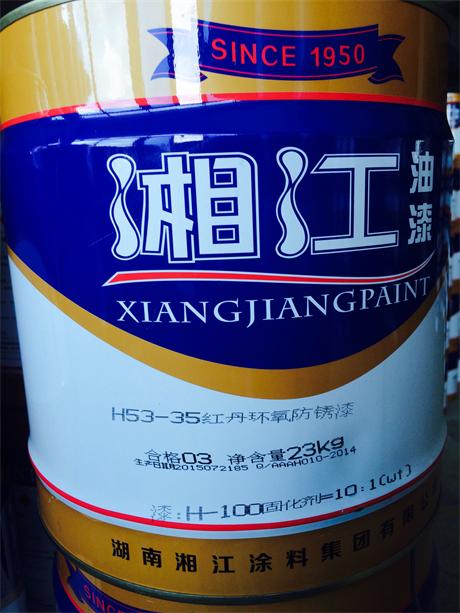 SINCE 1950
湘江油漆
XIANGJIANGPAINT
H53-35红丹环氧防锈漆
合格03 净含量23kg
生产日期2015072185 Q/AAAH010-2014
漆:H-100固化剂=10:1(wt)
湖南湘江涂料集团有限公
SINCE